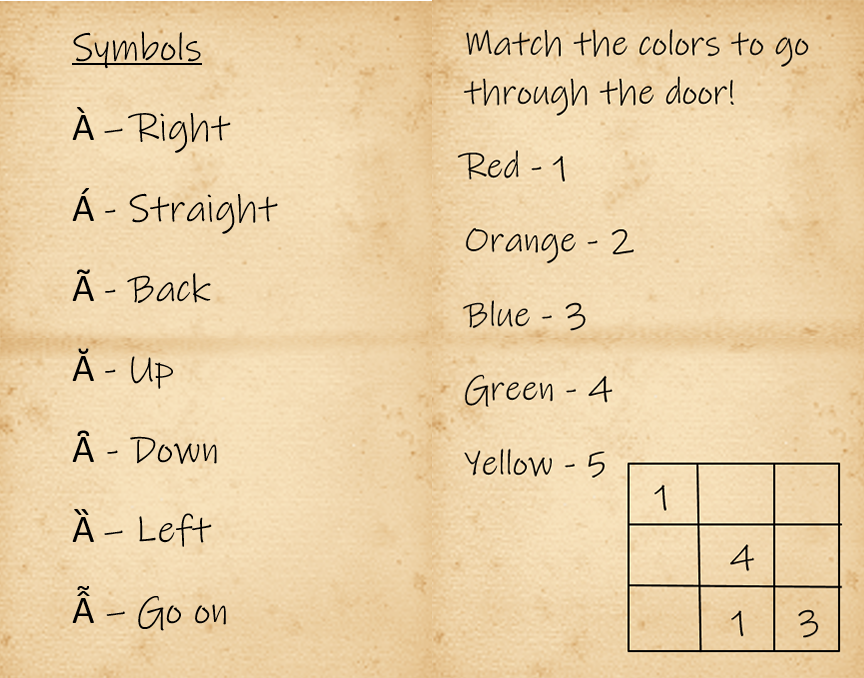 Symbols
À – Right
Á - Straight
Ã - Back
Ă - Up
Ȃ - Down
Ȁ – Left
Ẫ – Go on
Match the colors to go
through the door!
Red - 1
Orange - 2
Blue - 3
Green - 4
Yellow - 5
1
4
1 3